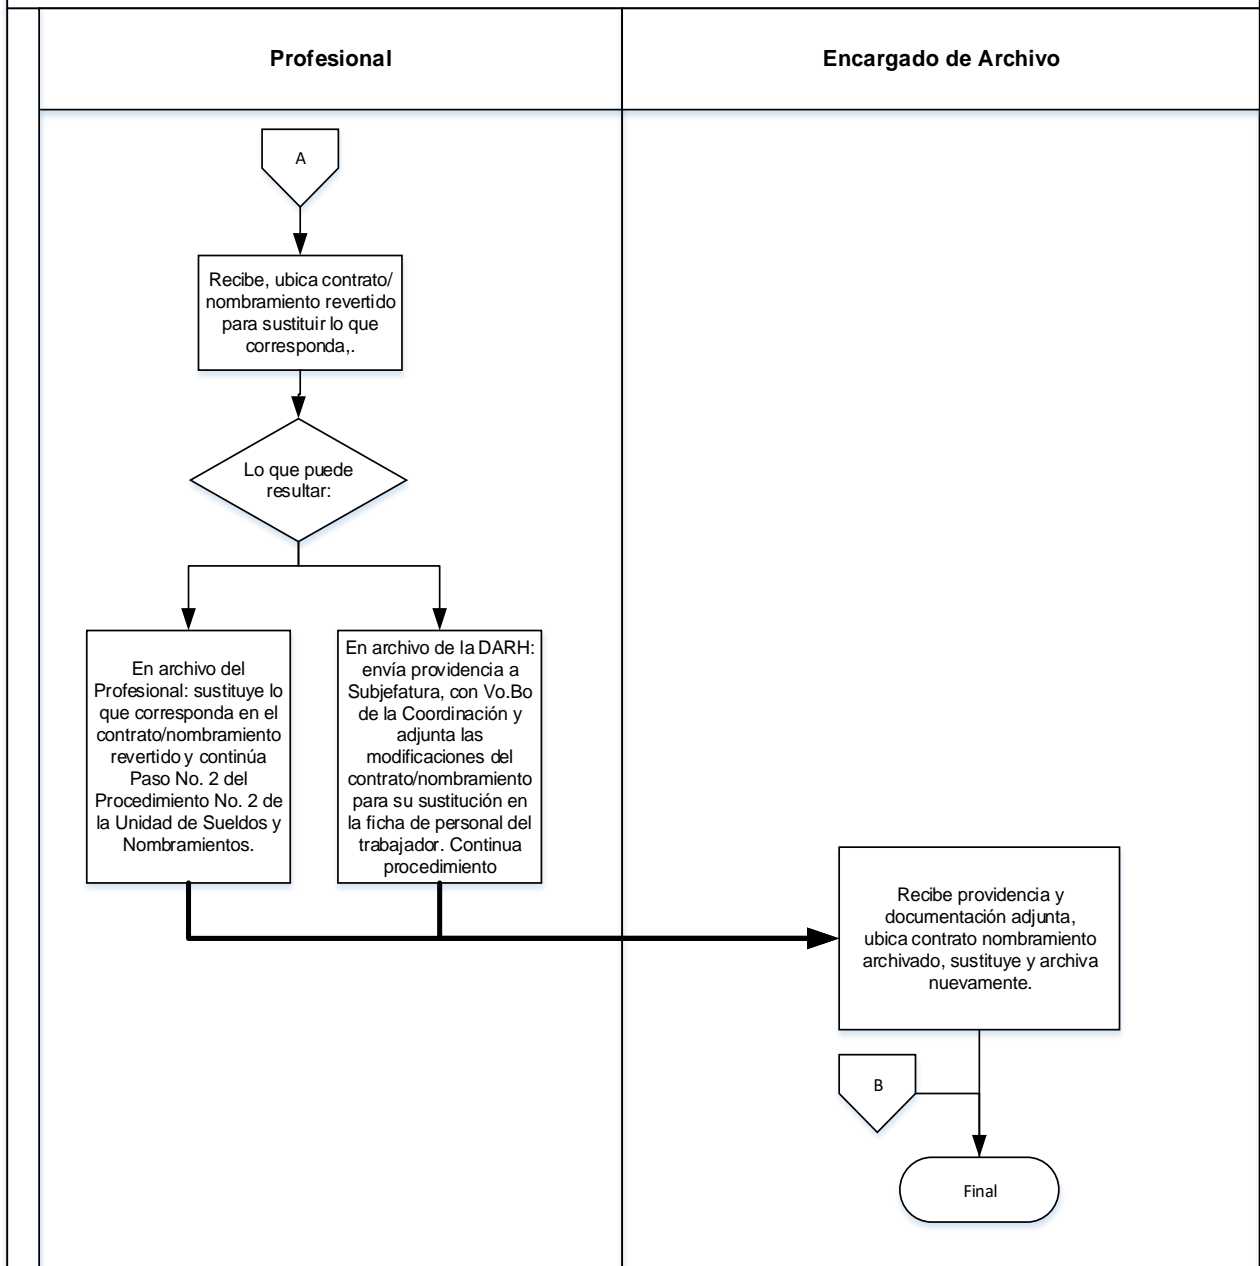 Profesional
Encargado de Archivo
A
Recibe, ubica contrato/
nombramiento revertido
para sustituir lo que
corresponda,.
Lo que puede
resultar:
En archivo del
Profesional: sustituye lo
que corresponda en el
contrato/nombramiento
revertido y continúa
Paso No. 2 del
Procedimiento No. 2 de
la Unidad de Sueldos y
Nombramientos.
En archivo de la DARH:
envía providencia a
Subjefatura, con Vo.Bo
de la Coordinación y
adjunta las
modificaciones del
contrato/nombramiento
para su sustitución en
la ficha de personal del
trabajador. Continua
procedimiento
Recibe providencia y
documentación adjunta,
ubica contrato nombramiento
archivado, sustituye y archiva
nuevamente.
B
Final